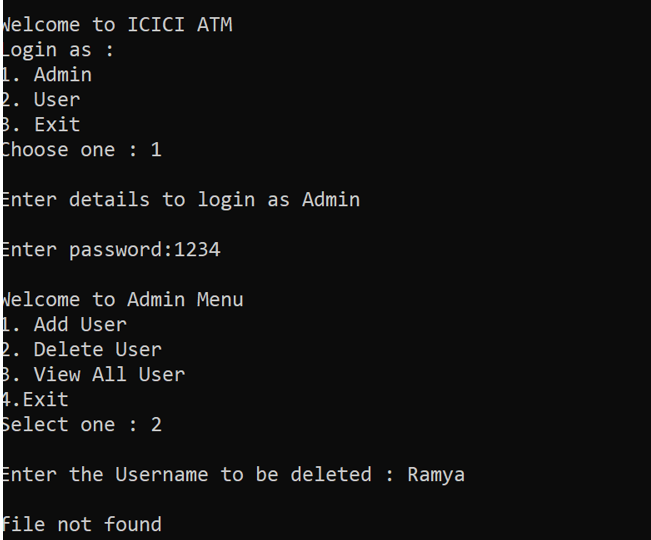 Welcome to ICICI ATM
Login as :
1. Admin
2. User
3. Exit
Choose one : 1
Enter details to login as Admin
Enter password:1234
Welcome to Admin Menu
1. Add User
2. Delete User
3. View All User
4.Exit
Select one : 2
Enter the Username to be deleted : Ramya
file not found